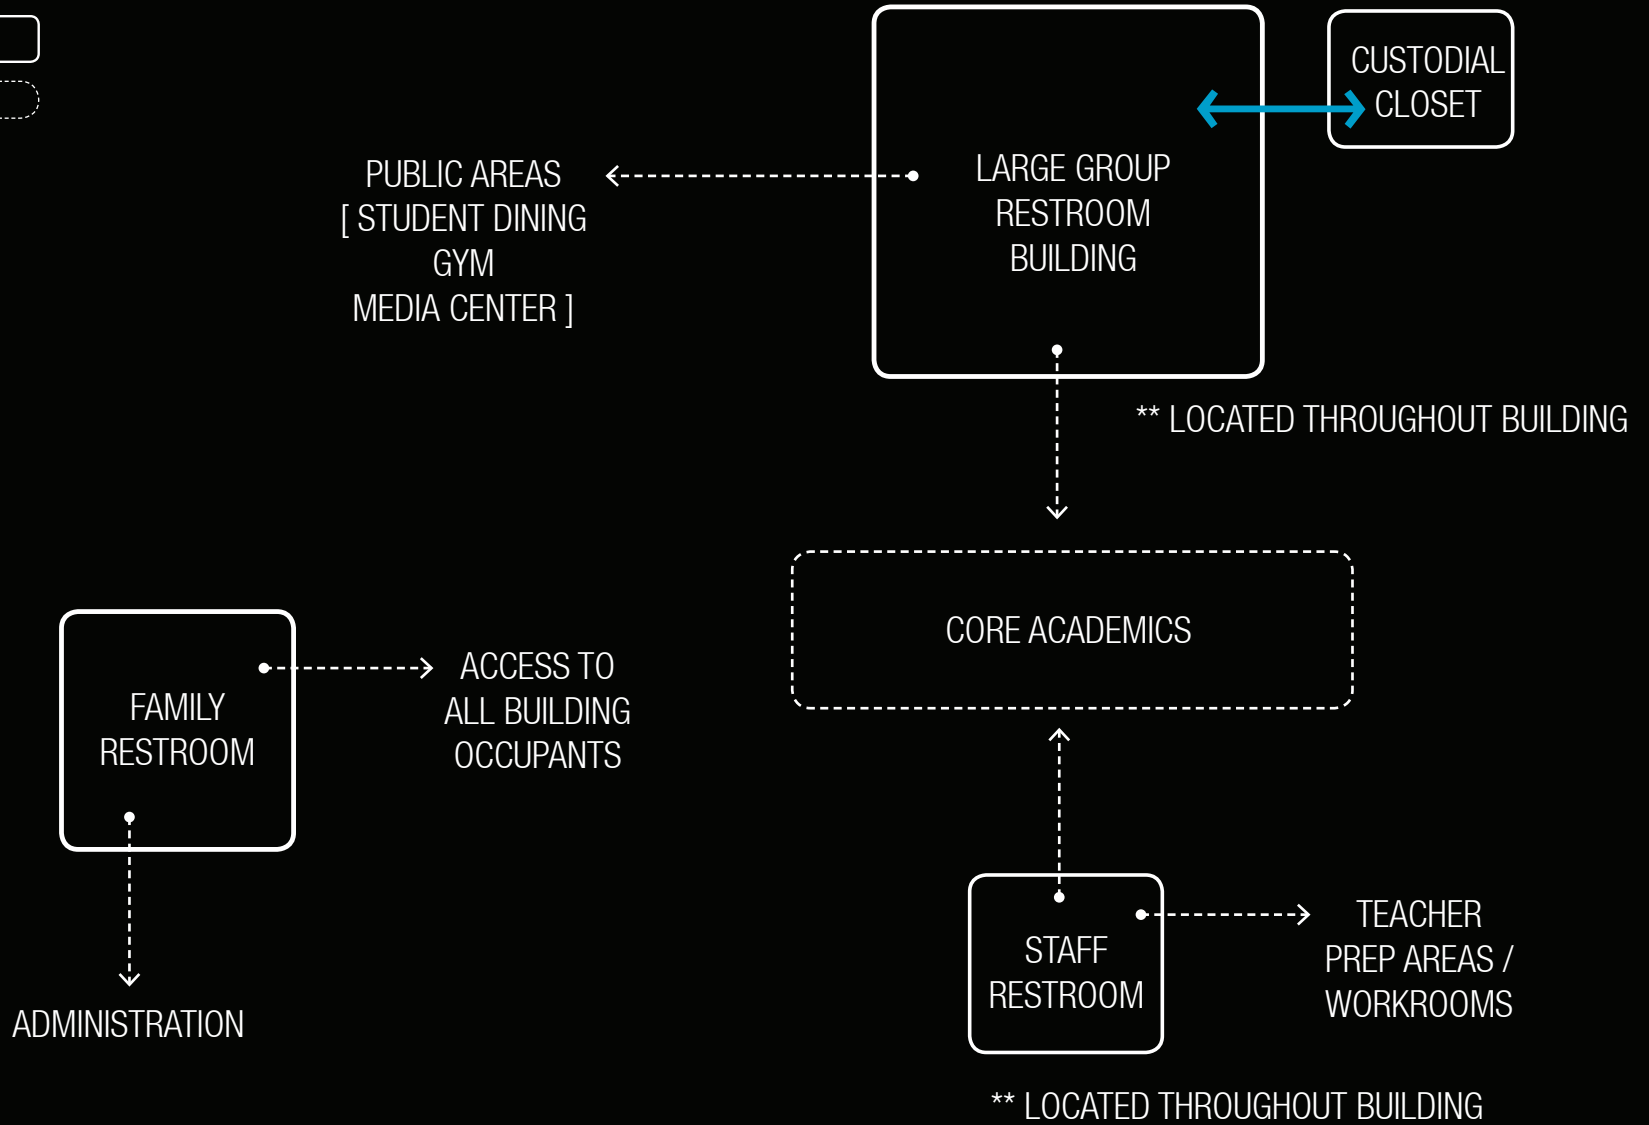 CUSTODIAL
CLOSET
PUBLIC AREAS
[ STUDENT DINING
GYM
MEDIA CENTER ]
LARGE GROUP
RESTROOM
BUILDING
** LOCATED THROUGHOUT BUILDING
CORE ACADEMICS
FAMILY
RESTROOM
ACCESS TO
ALL BUILDING
OCCUPANTS
ADMINISTRATION
STAFF
RESTROOM
TEACHER
PREP AREAS /
WORKROOMS
** LOCATED THROUGHOUT BUILDING